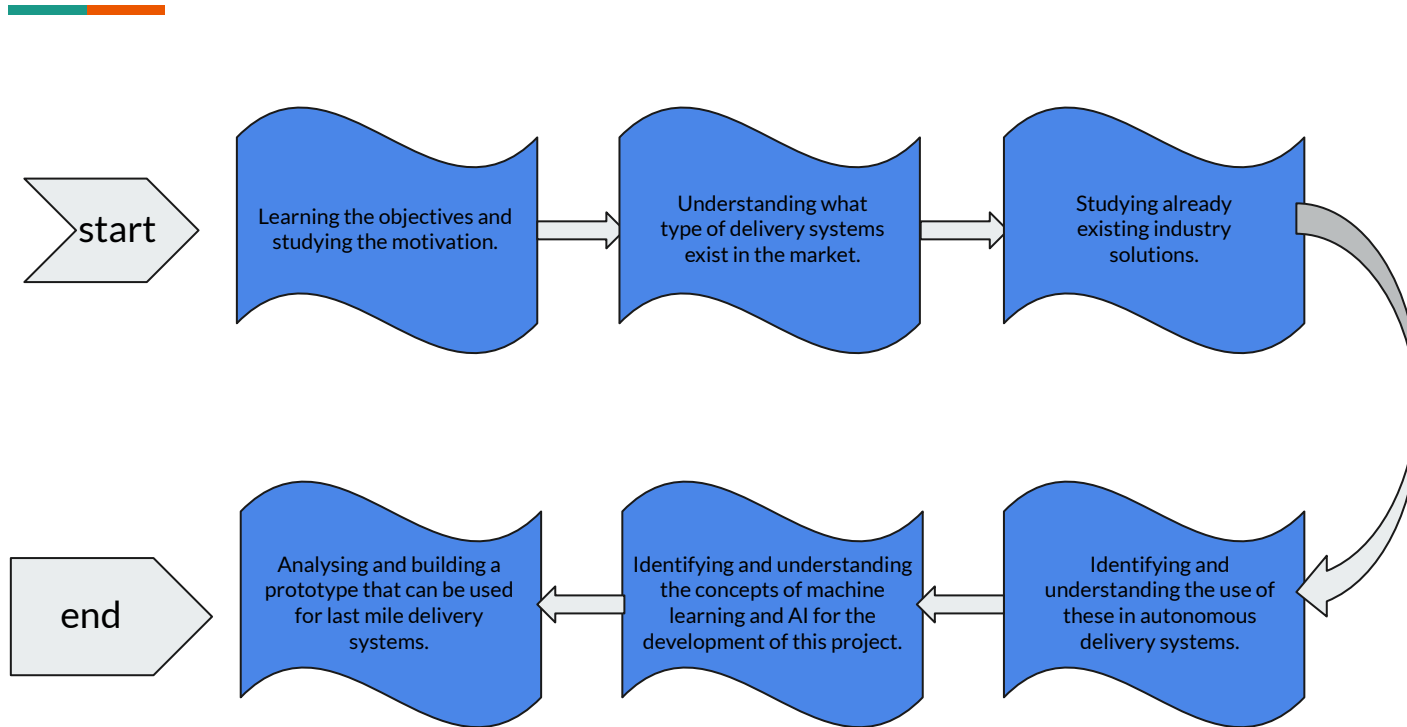 start
Learning the objectives and
studying the motivation.
Understanding what
type of delivery systems
exist in the market.
Studying already
existing industry
solutions.
Identifying and
understanding the use of
these in autonomous
delivery systems.
Identifying and understanding
the concepts of machine
learning and AI for the
development of this project.
Analysing and building a
prototype that can be used
for last mile delivery
systems.
end